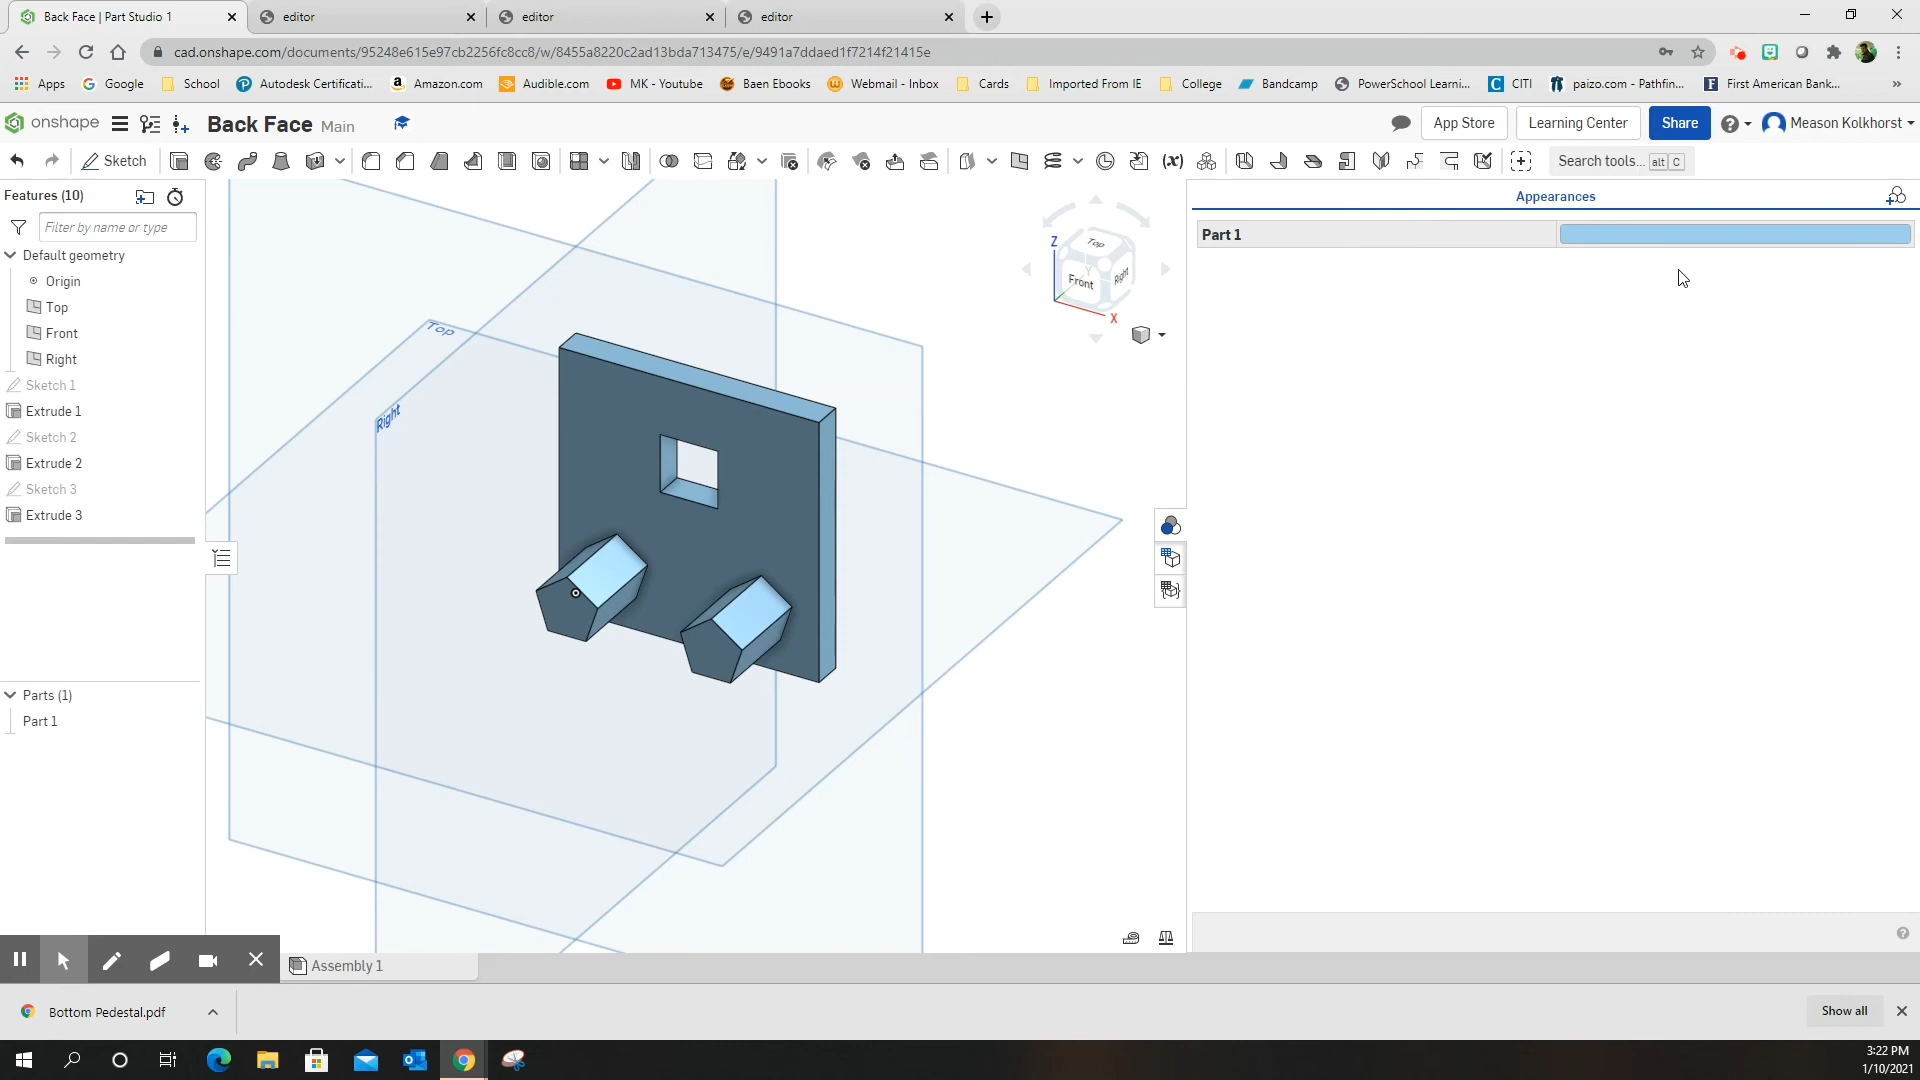 Back Face | Part Studio 1
editor
editor
editor
cad.onshape.com/documents/95248e615e97cb2256fc8cc8/w/8455a8220c2ad13bda713475/e/9491a7ddaed1f7214f21415e
Apps Google School Autodesk Certificati... Amazon.com Audible.com MK - Youtube Baen Ebooks Webmail - Inbox Cards Imported From IE College Bandcamp PowerSchool Learni... CITI paizo.com - Pathfin... First American Bank... »
onshape Back Face Main App Store Learning Center Share Meason Kolkhorst
Sketch Search tools... alt C
Features (10)
Filter by name or type
Default geometry
Origin
Top
Front
Right
Sketch 1
Extrude 1
Sketch 2
Extrude 2
Sketch 3
Extrude 3
Parts (1)
Part 1
Top
Right
Z
Top
Y
Front
Right
X
Appearances
Part 1
Assembly 1
Bottom Pedestal.pdf
Show all
3:22 PM
1/10/2021